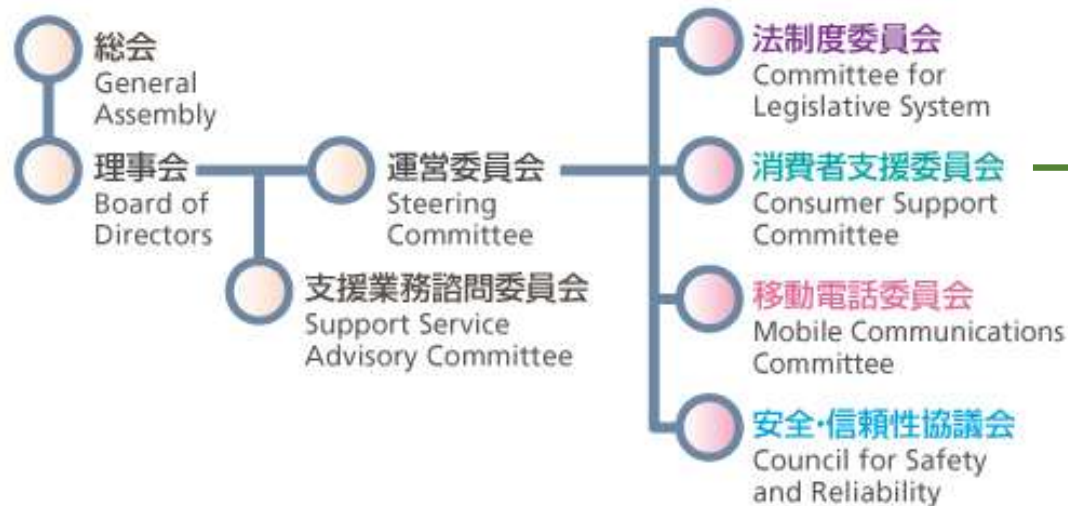 総会
General
Assembly
理事会
Board of
Directors
運営委員会
Steering
Committee
支援業務諮問委員会
Support Service
Advisory Committee
法制度委員会
Committee for
Legislative System
消費者支援委員会
Consumer Support
Committee
移動電話委員会
Mobile Communications
Committee
安全・信頼性協議会
Council for Safety
and Reliability